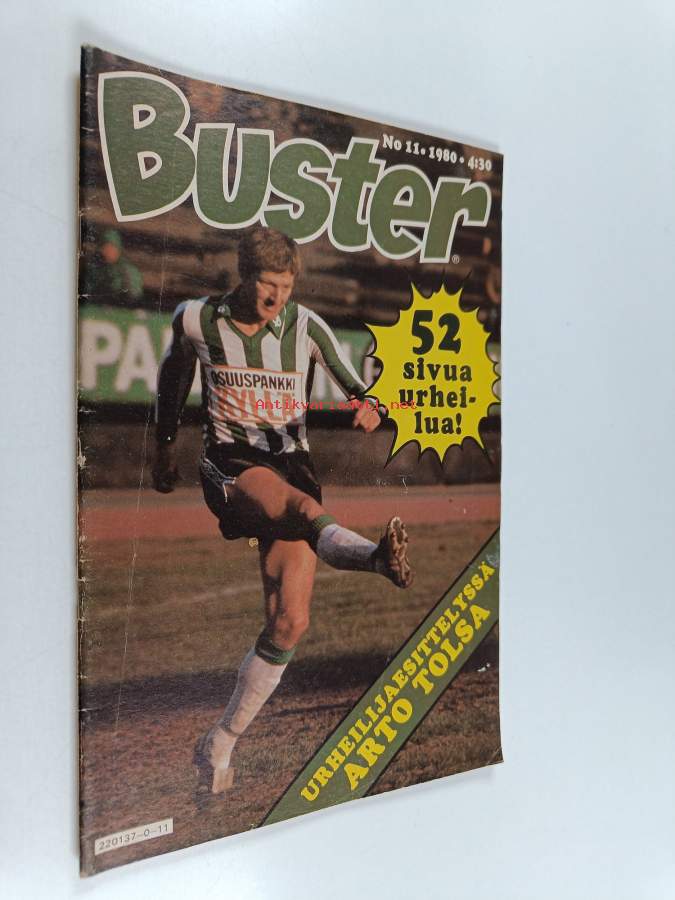 Buster®
No 11 • 1980 • 4:30
52
sivua
urhei-
lua!
OSUUSPANKKI
KYLLÄ
Antikvariaatti.net
URHEILIJAESITTELYSSÄ
ARTO TOLSA
220137–0–11